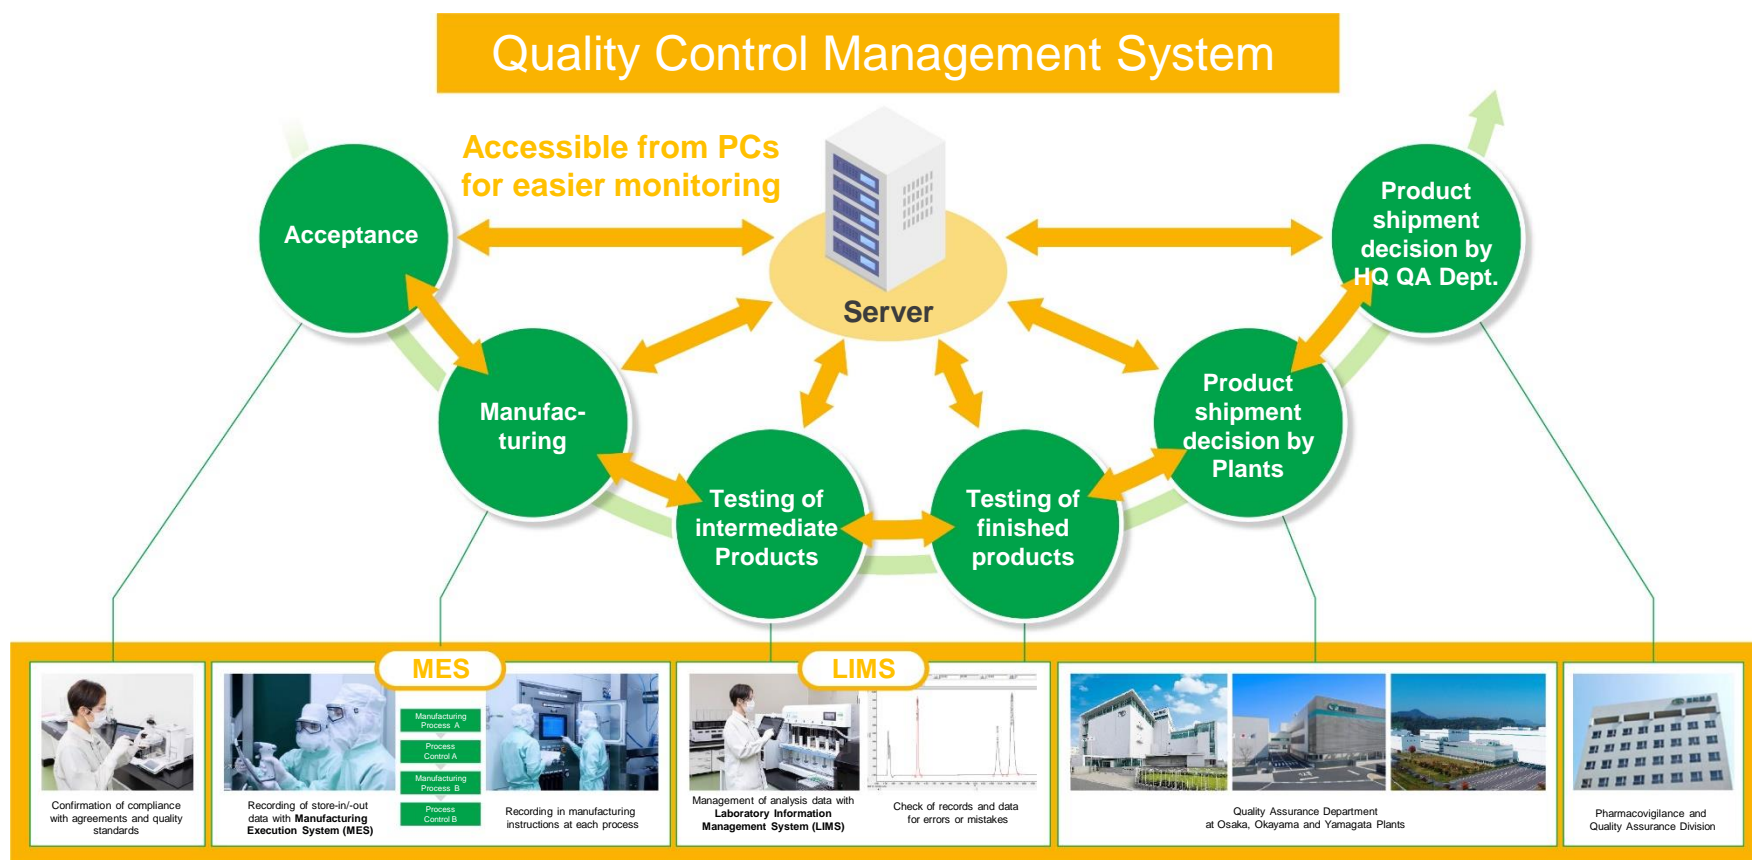 Quality Control Management System
Accessible from PCs
for easier monitoring
Server
Acceptance
Manufac-
turing
Testing of
intermediate
Products
Testing of
finished
products
Product
shipment
decision by
Plants
Product
shipment
decision by
HQ QA Dept.
MES
LIMS
Confirmation of compliance
with agreements and quality
standards
Recording of store-in/-out
data with Manufacturing
Execution System (MES)
Manufacturing
Process A
Process
Control A
Manufacturing
Process B
Process
Control B
Recording in manufacturing
instructions at each process
Management of analysis data with
Laboratory Information
Management System (LIMS)
Check of records and data
for errors or mistakes
Quality Assurance Department
at Osaka, Okayama and Yamagata Plants
Pharmacovigilance and
Quality Assurance Division